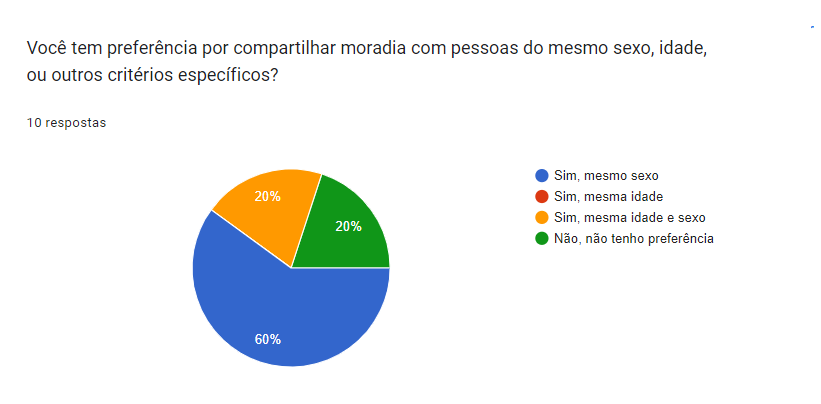 Você tem preferência por compartilhar moradia com pessoas do mesmo sexo, idade,
ou outros critérios específicos?
10 respostas
20%
20%
60%
Sim, mesmo sexo
Sim, mesma idade
Sim, mesma idade e sexo
Não, não tenho preferência